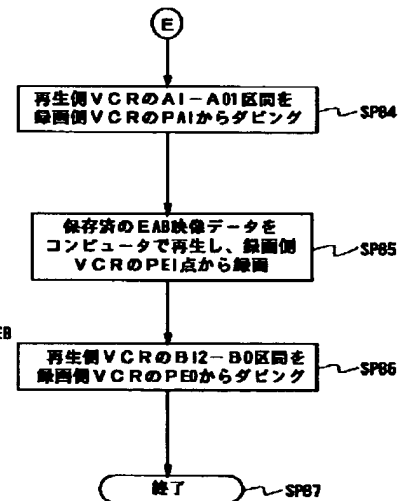 E
再生側VCRのAI−AO1区間を
録画側VCRのPAIからダビング
SP84
保存済のEAB映像データを
コンピュータで再生し、録画側
VCRのPEI点から録画
SP85
EB
再生側VCRのBI2−BO区間を
録画側VCRのPEOからダビング
SP86
終了
SP87